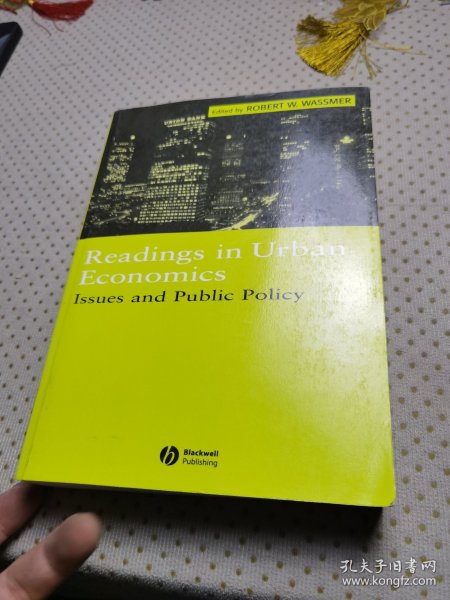 Edited by ROBERT W. WASSMER
Readings in Urban
Economics
Issues and Public Policy
b
Blackwell
Publishing
孔夫子旧书网
www.kongfz.com